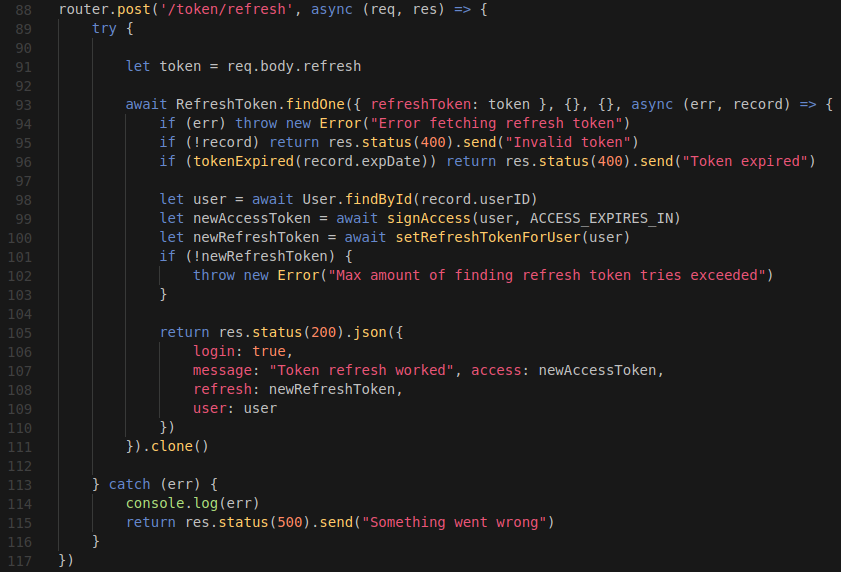 88 router.post('/token/refresh', async (req, res) => {
89     try {
90
91         let token = req.body.refresh
92
93         await RefreshToken.findOne({ refreshToken: token }, {}, {}, async (err, record) => {
94             if (err) throw new Error("Error fetching refresh token")
95             if (!record) return res.status(400).send("Invalid token")
96             if (tokenExpired(record.expDate)) return res.status(400).send("Token expired")
97
98             let user = await User.findById(record.userID)
99             let newAccessToken = await signAccess(user, ACCESS_EXPIRES_IN)
100             let newRefreshToken = await setRefreshTokenForUser(user)
101             if (!newRefreshToken) {
102                 throw new Error("Max amount of finding refresh token tries exceeded")
103             }
104
105             return res.status(200).json({
106                 login: true,
107                 message: "Token refresh worked", access: newAccessToken,
108                 refresh: newRefreshToken,
109                 user: user
110             })
111         }).clone()
112
113     } catch (err) {
114         console.log(err)
115         return res.status(500).send("Something went wrong")
116     }
117 })